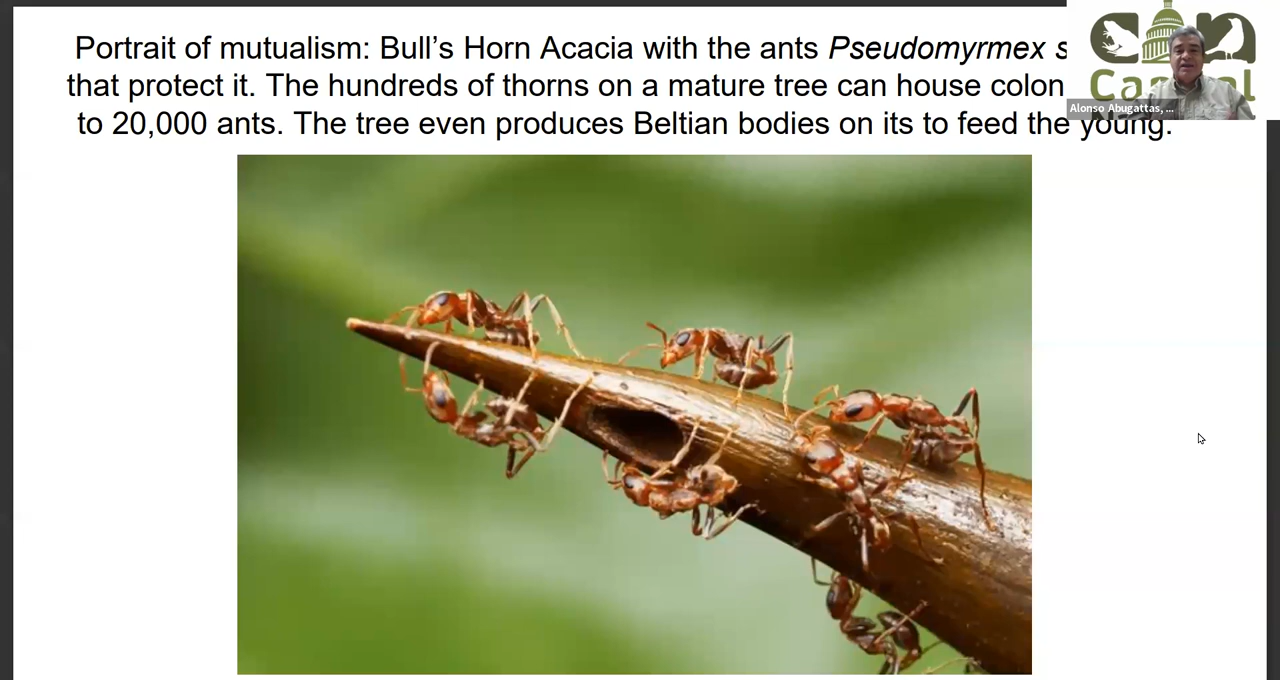 Portrait of mutualism: Bull's Horn Acacia with the ants Pseudomyrmex
that protect it. The hundreds of thorns on a mature tree can house colon
to 20,000 ants. The tree even produces Beltian bodies on its to feed the young.
Alonso Abugattas, ...